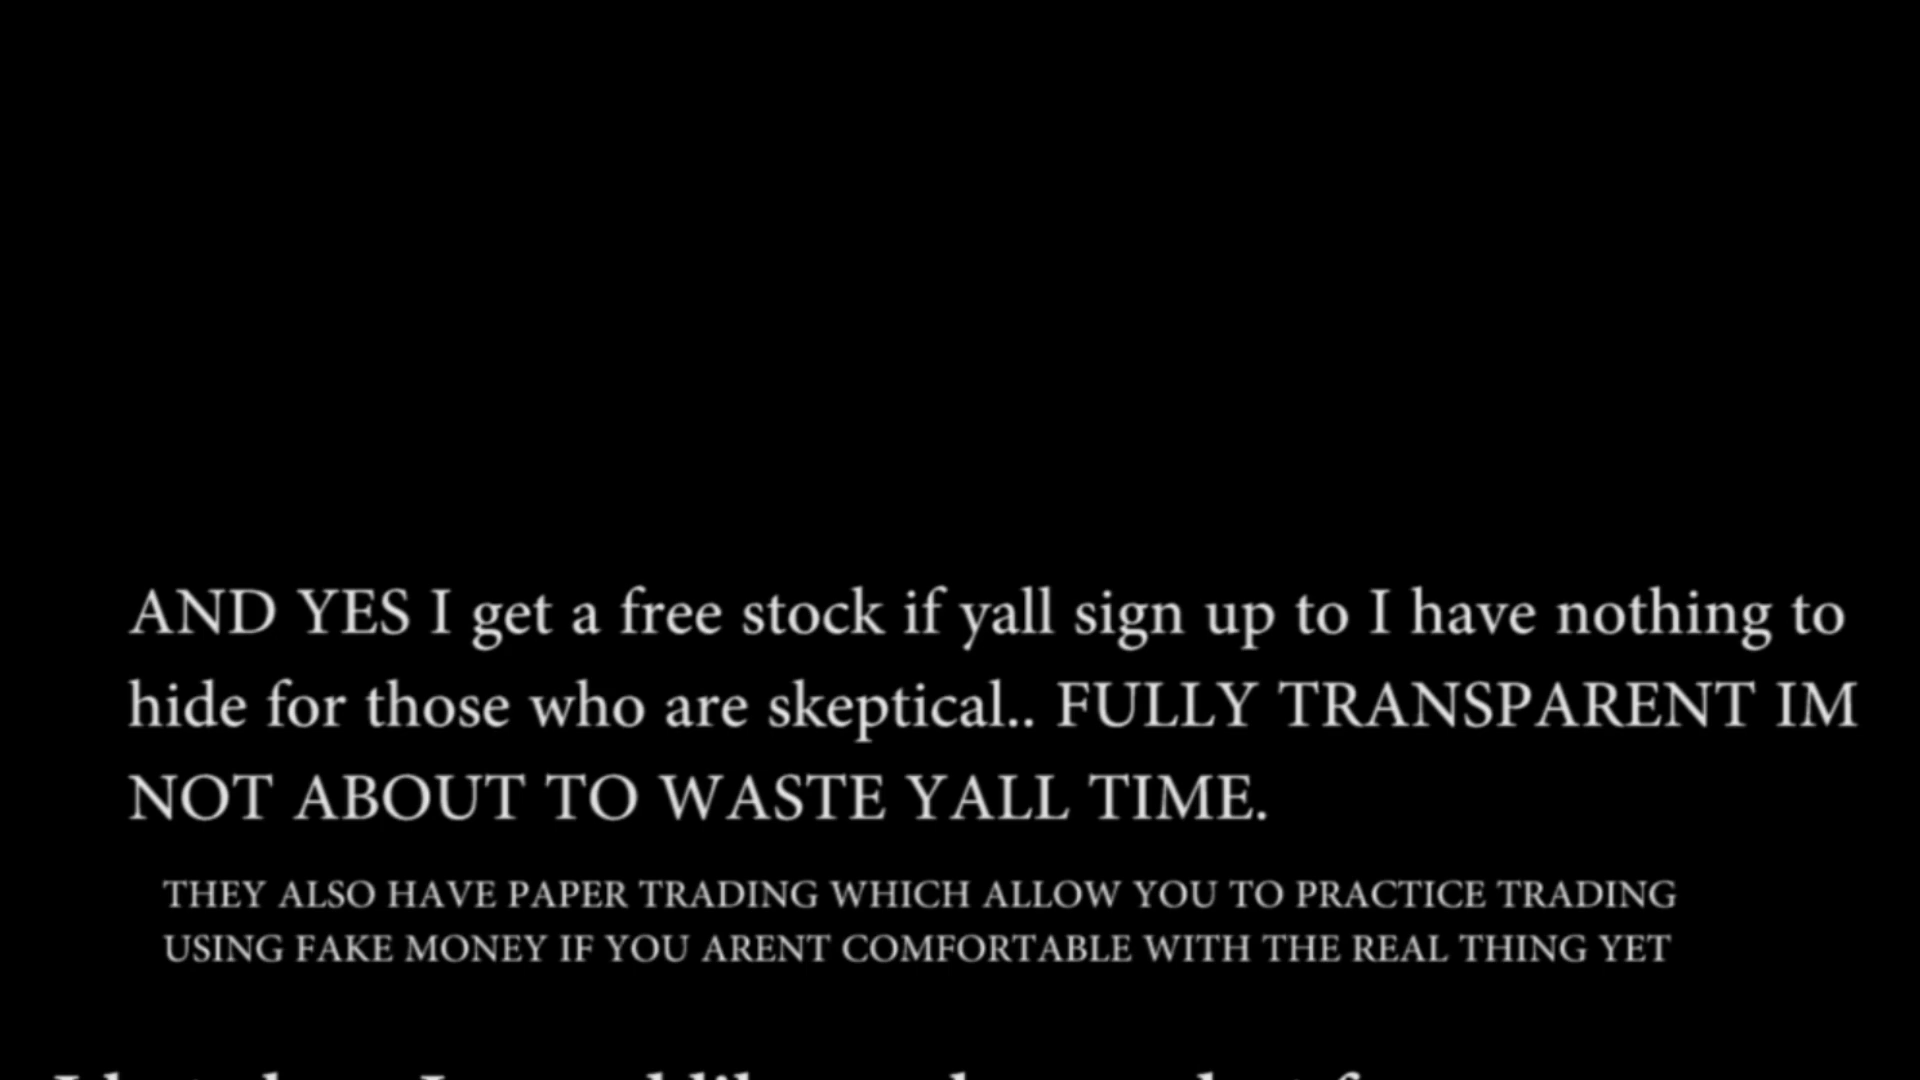 AND YES I get a free stock if yall sign up to I have nothing to
hide for those who are skeptical.. FULLY TRANSPARENT IM
NOT ABOUT TO WASTE YALL TIME.
THEY ALSO HAVE PAPER TRADING WHICH ALLOW YOU TO PRACTICE TRADING
USING FAKE MONEY IF YOU ARENT COMFORTABLE WITH THE REAL THING YET